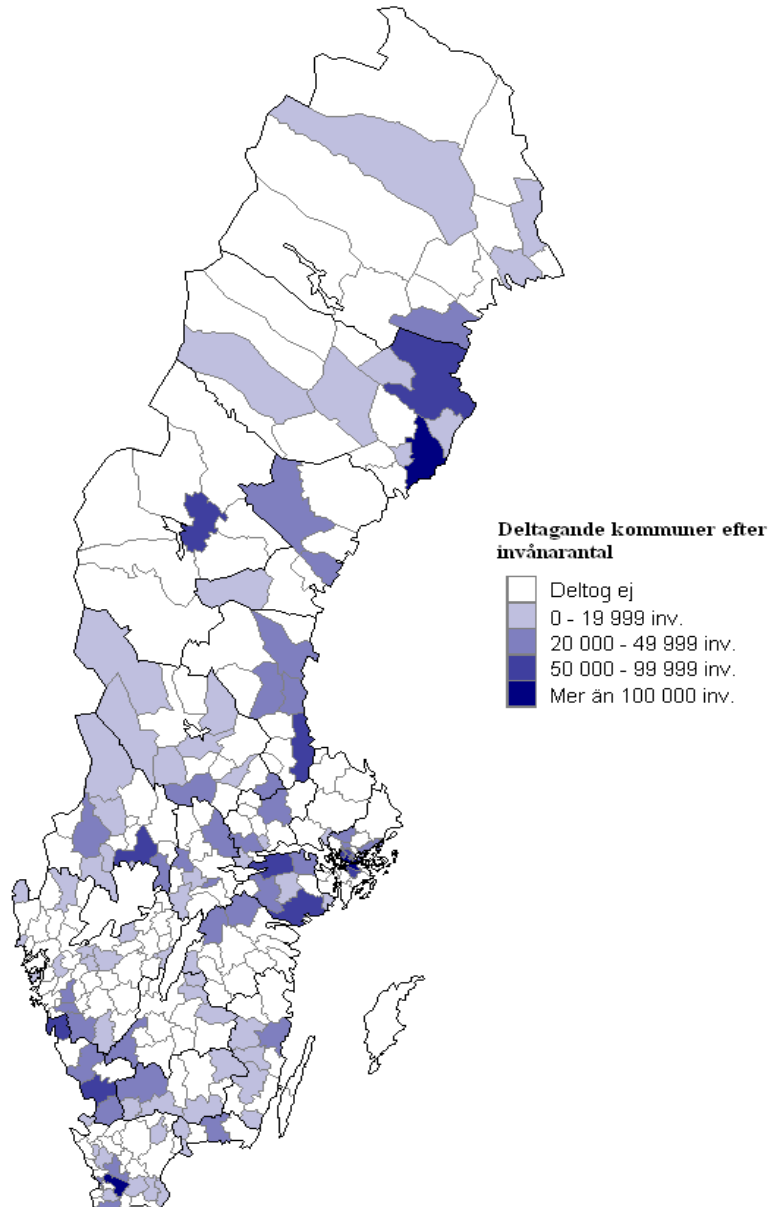 Deltagande kommuner efter
invånarantal
Deltog ej
0 - 19 999 inv.
20 000 - 49 999 inv.
50 000 - 99 999 inv.
Mer än 100 000 inv.